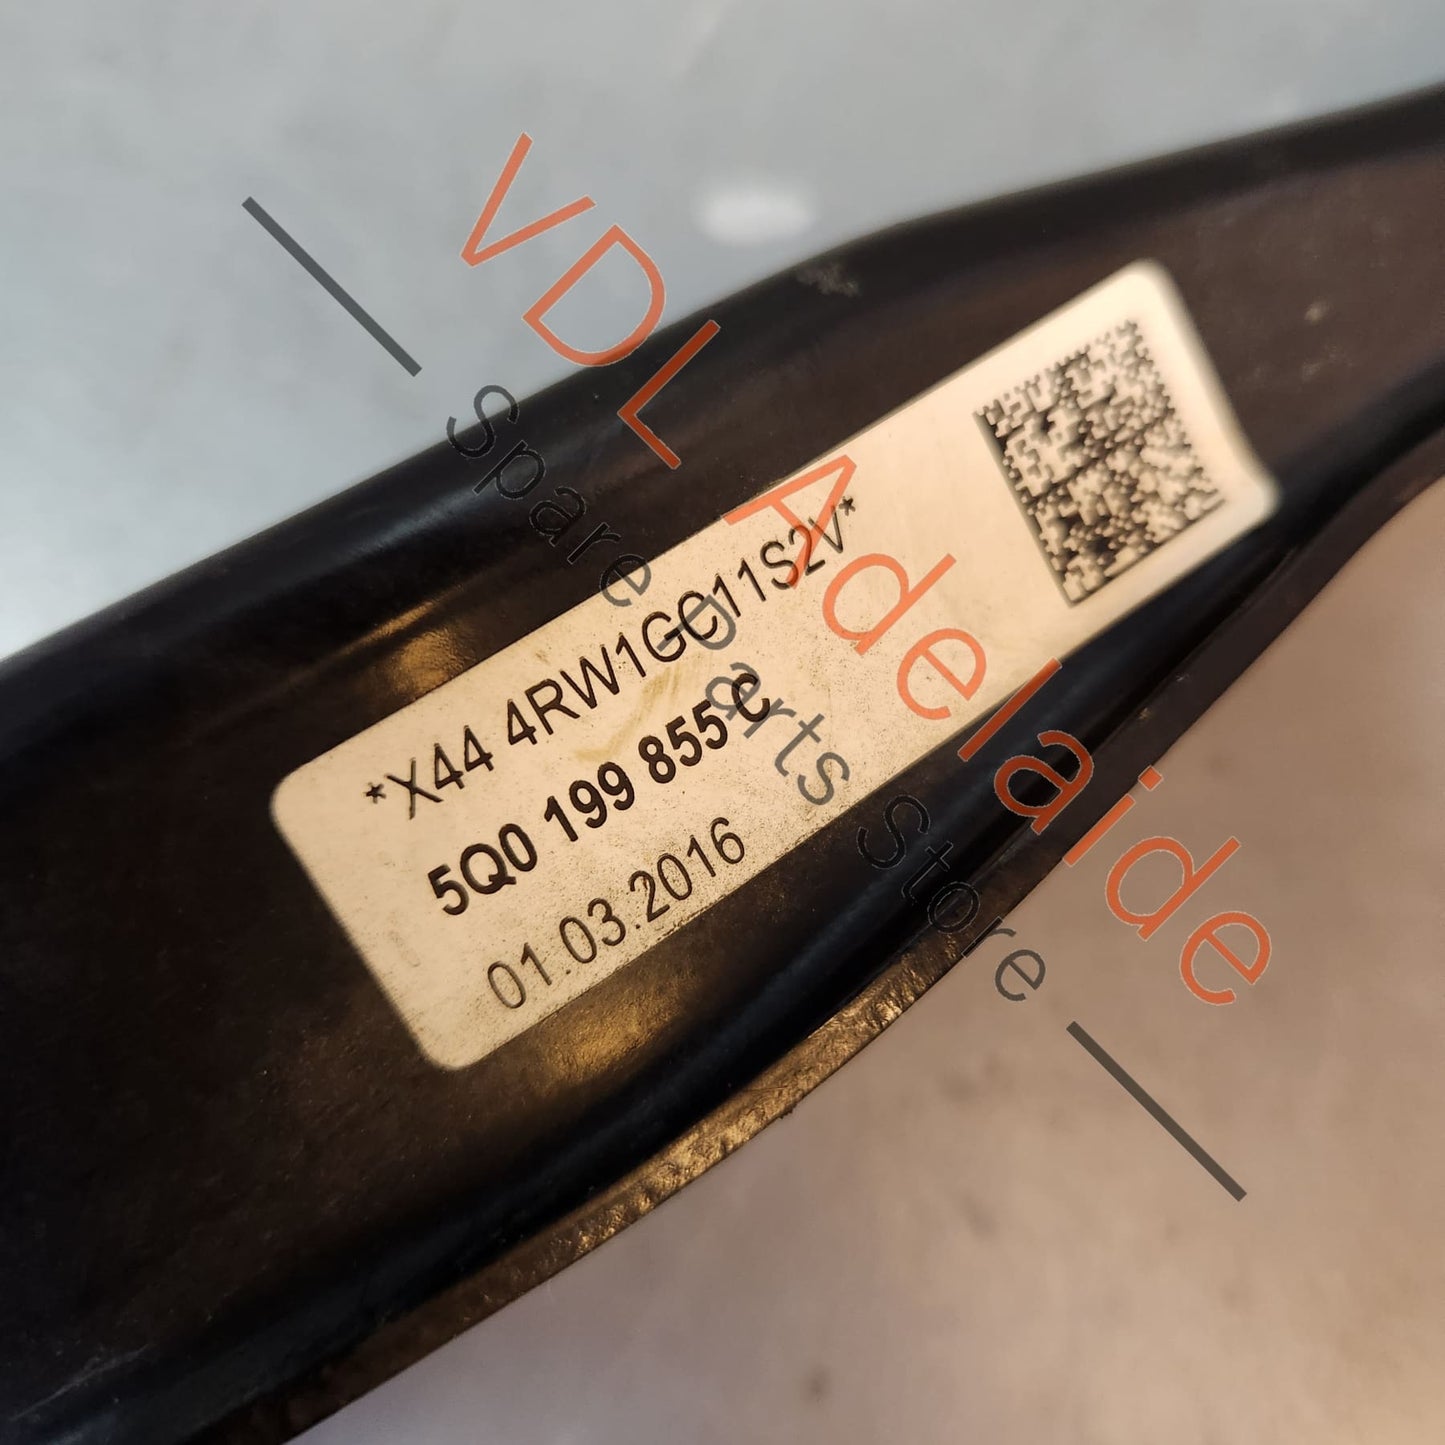 *X44 4RW1GC11S2V*
5Q0 199 855 C
01.03.2016
VDL Adelaide
Spare Parts Store